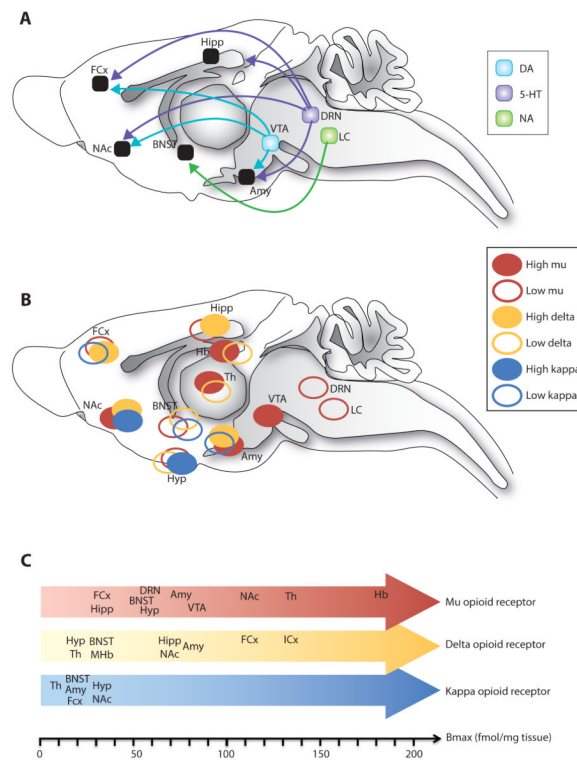 A
Hipp
FCx
DRN
VTA
LC
NAc
BNST
Amy
DA
5-HT
NA
B
Hipp
FCx
Hb
Th
DRN
NAc
BNST
VTA
LC
Amy
Hyp
High mu
Low mu
High delta
Low delta
High kappa
Low kappa
C
FCx DRN Amy NAc Th Hb
Hipp BNST Hyp VTA
Mu opioid receptor
Hyp BNST Hipp Amy FCx ICx
Th MHb NAc
Delta opioid receptor
Th BNST Hyp
Amy NAc
Fcx
Kappa opioid receptor
0 50 100 150 200
Bmax (fmol/mg tissue)